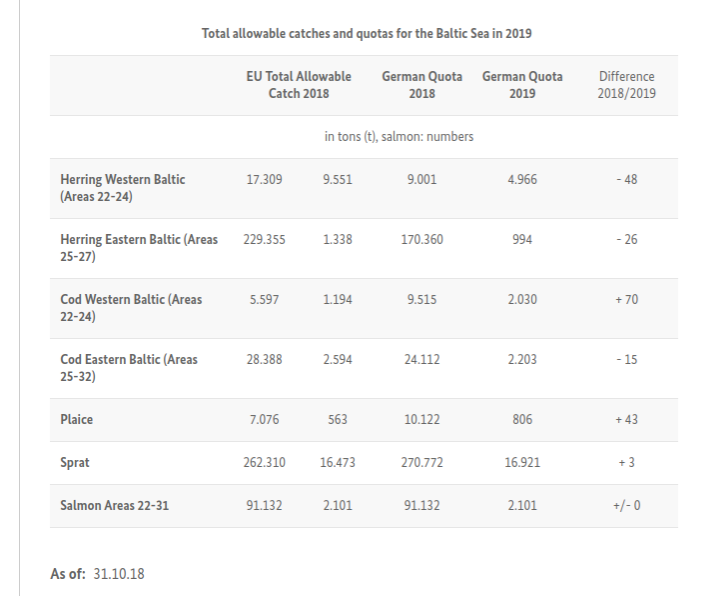 Total allowable catches and quotas for the Baltic Sea in 2019
EU Total Allowable Catch 2018 German Quota 2018 German Quota 2019 Difference 2018/2019
in tons (t), salmon: numbers
Herring Western Baltic (Areas 22-24) 17.309 9.551 9.001 4.966 - 48
Herring Eastern Baltic (Areas 25-27) 229.355 1.338 170.360 994 - 26
Cod Western Baltic (Areas 22-24) 5.597 1.194 9.515 2.030 + 70
Cod Eastern Baltic (Areas 25-32) 28.388 2.594 24.112 2.203 - 15
Plaice 7.076 563 10.122 806 + 43
Sprat 262.310 16.473 270.772 16.921 + 3
Salmon Areas 22-31 91.132 2.101 91.132 2.101 +/- 0
As of: 31.10.18